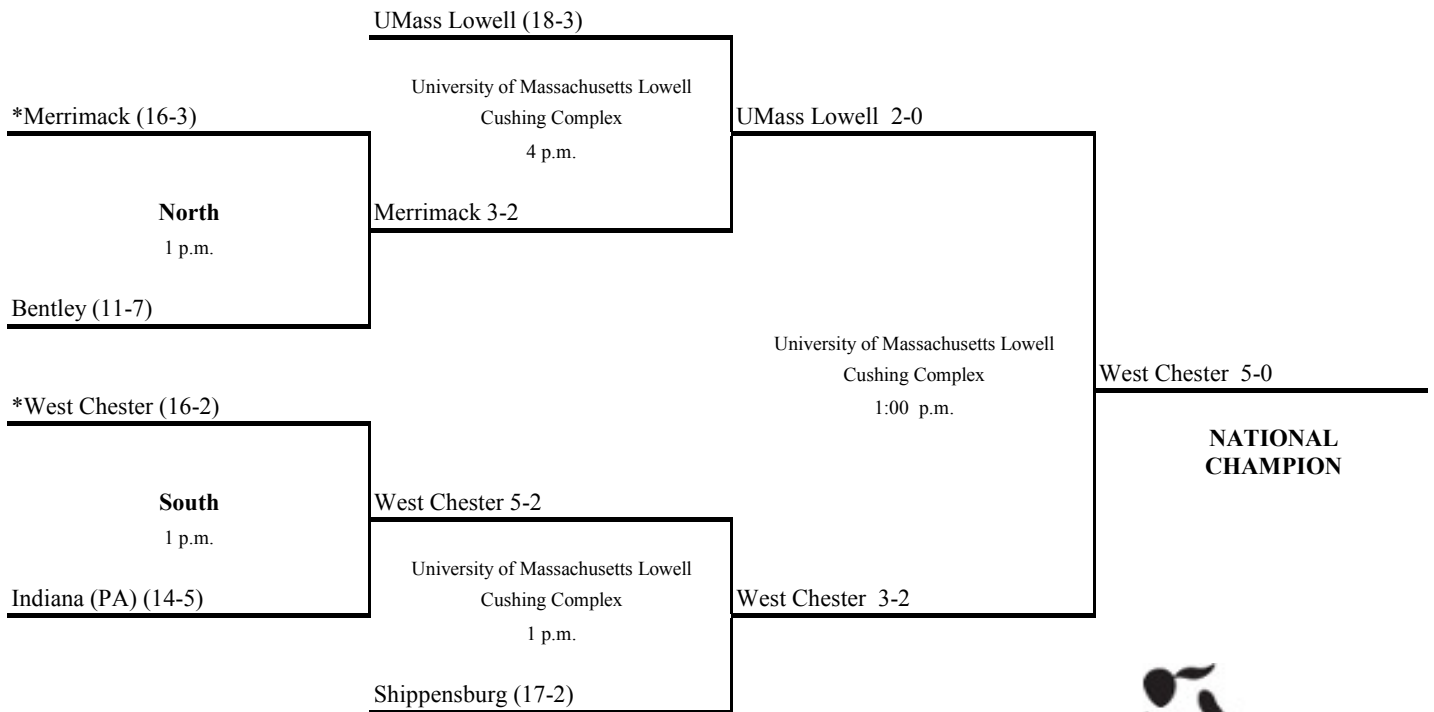 UMass Lowell (18-3)
University of Massachusetts Lowell
Cushing Complex
4 p.m.
*Merrimack (16-3)
UMass Lowell  2-0
North
1 p.m.
Merrimack 3-2
Bentley (11-7)
University of Massachusetts Lowell
Cushing Complex
1:00  p.m.
West Chester  5-0
NATIONAL
CHAMPION
*West Chester (16-2)
South
1 p.m.
West Chester 5-2
University of Massachusetts Lowell
Cushing Complex
1 p.m.
Indiana (PA) (14-5)
West Chester  3-2
Shippensburg (17-2)